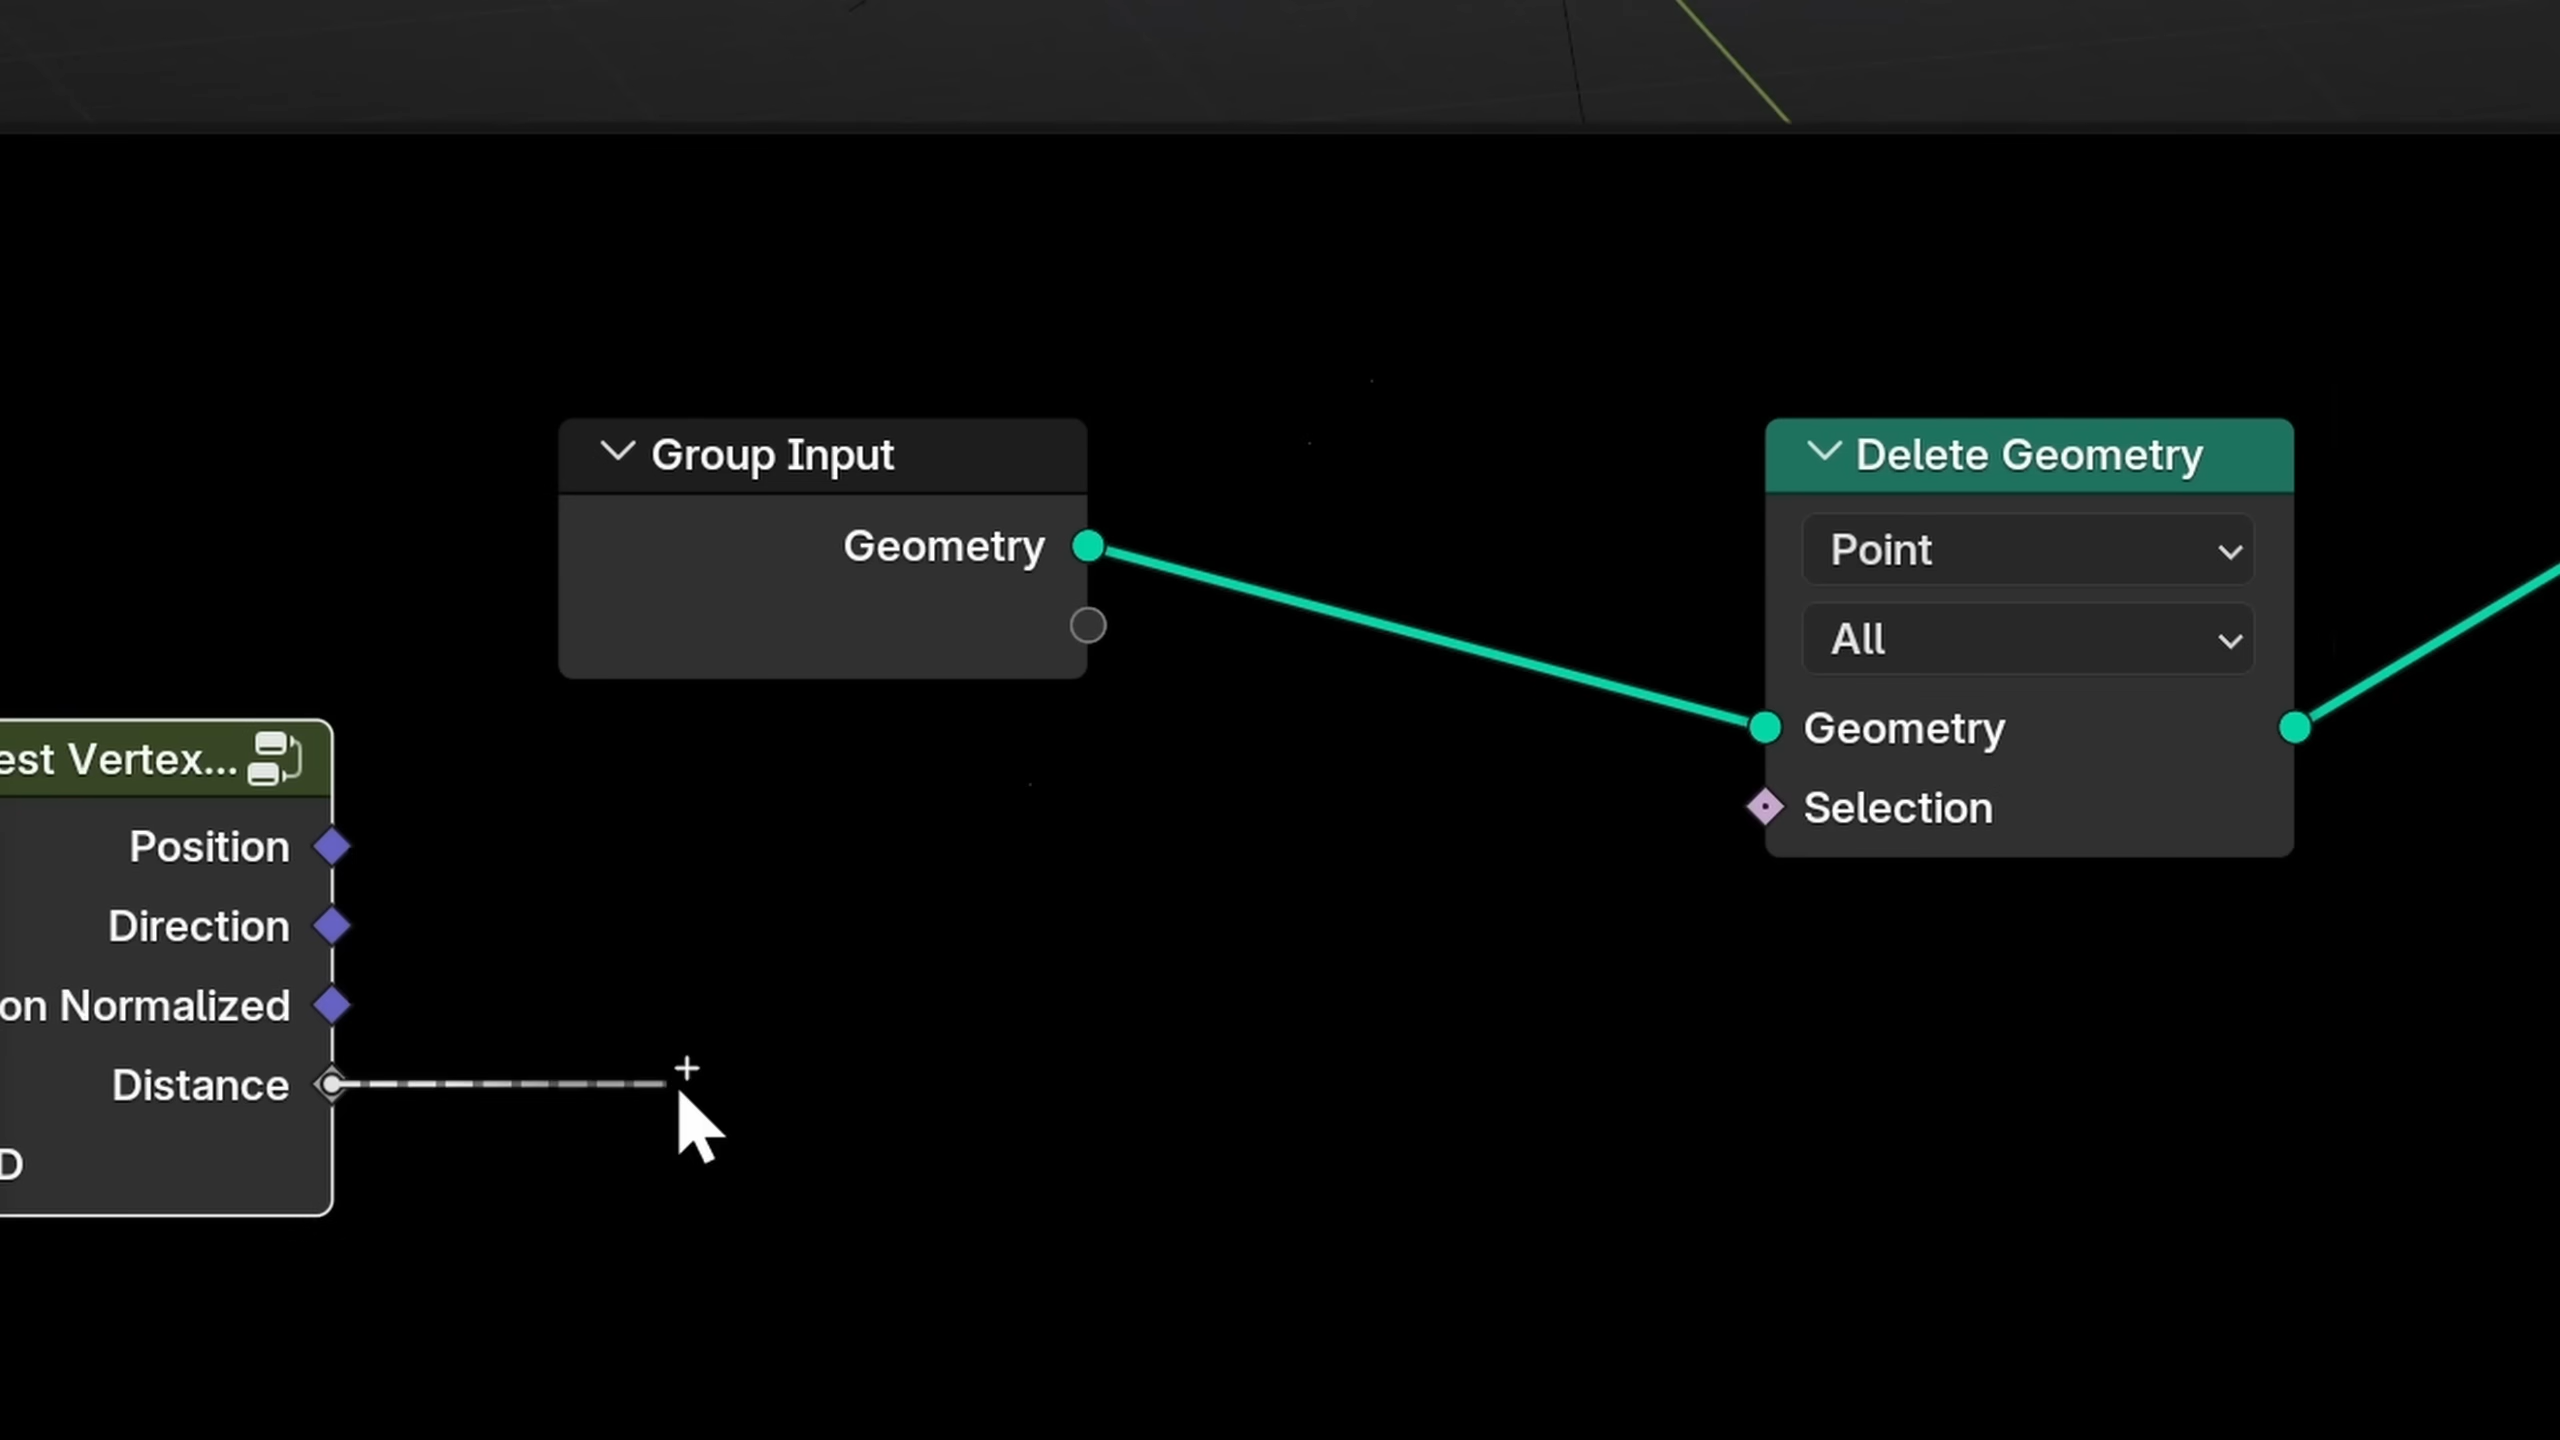 Group Input
Geometry
Delete Geometry
Point
All
Geometry
Selection
est Vertex...
Position
Direction
on Normalized
Distance
D